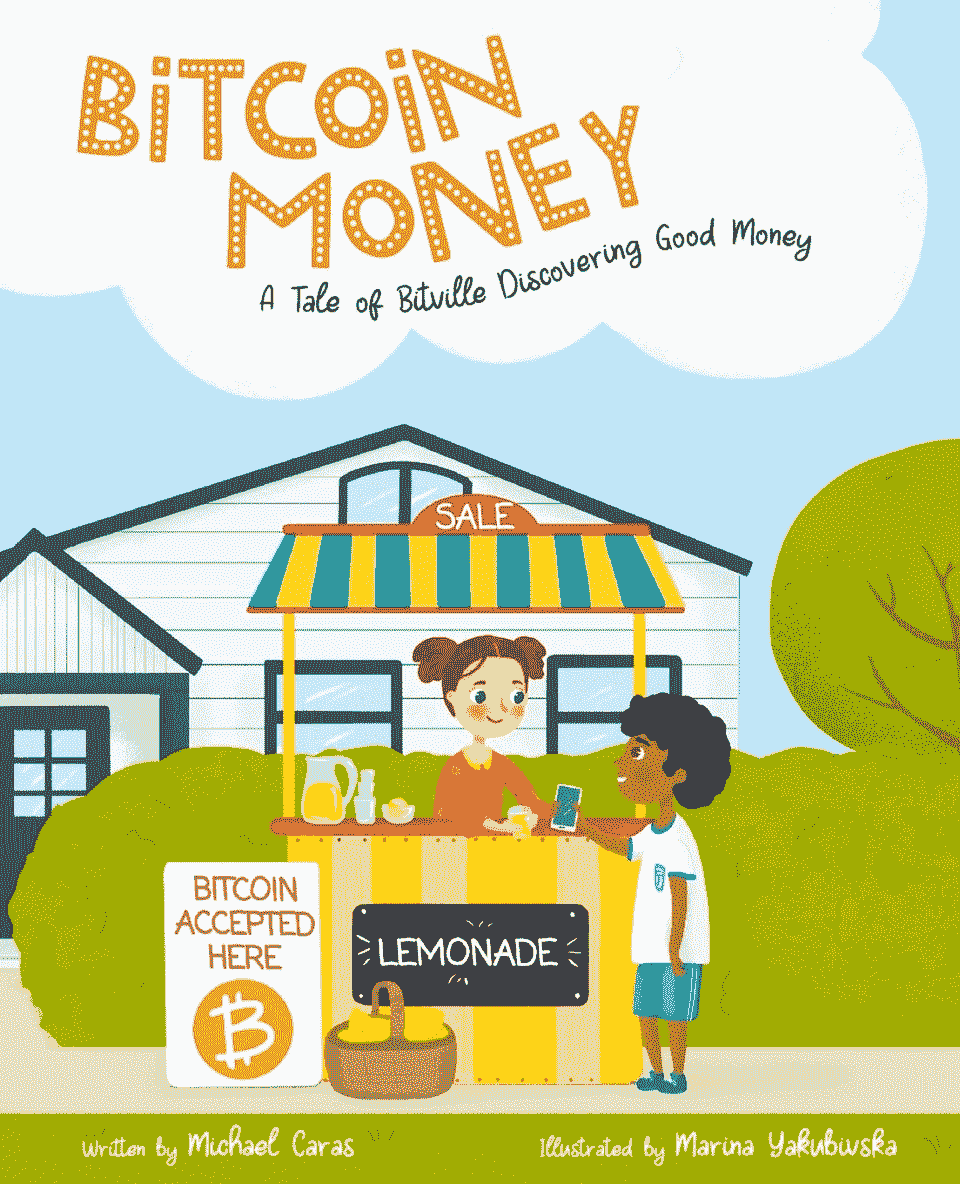 BiTCOiN
MONEY
A Tale of Bitville Discovering Good Money
SALE
BITCOIN
ACCEPTED
HERE
LEMONADE
Written by Michael Caras
Illustrated by Marina Yakubivska